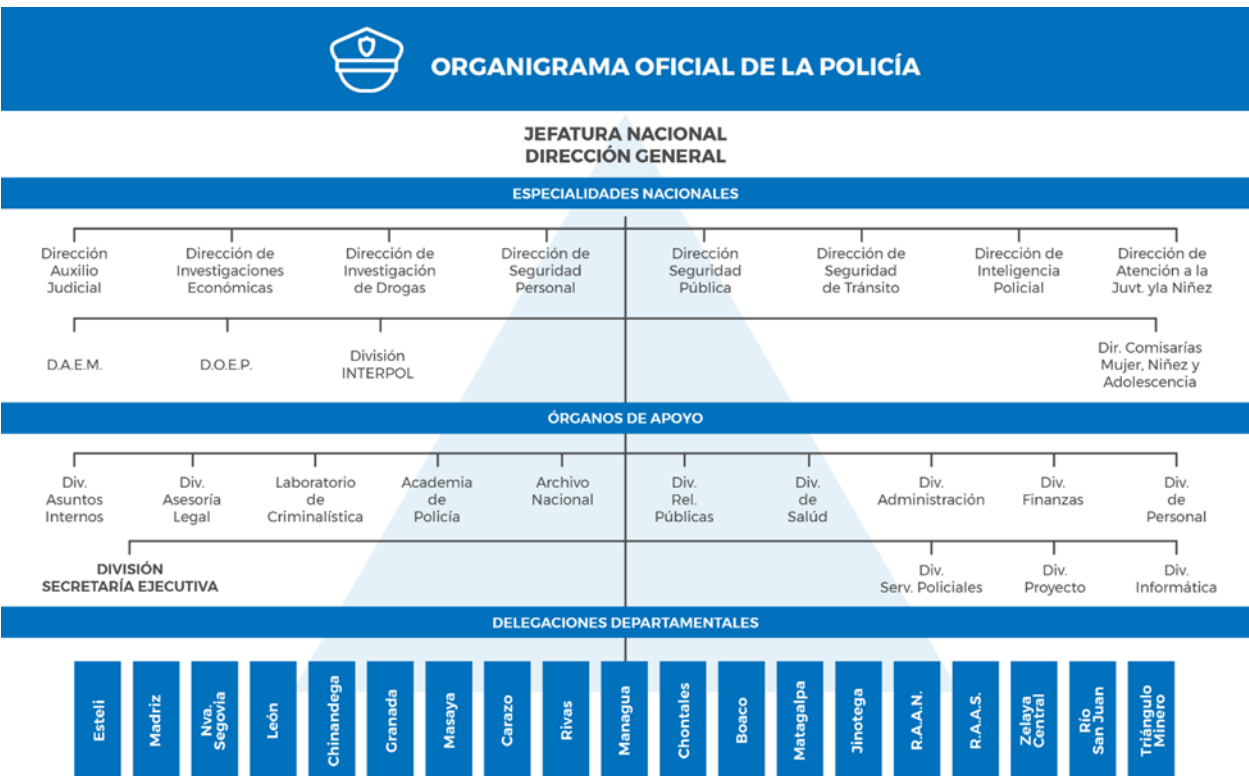 ORGANIGRAMA OFICIAL DE LA POLICÍA
JEFATURA NACIONAL
DIRECCIÓN GENERAL
ESPECIALIDADES NACIONALES
Dirección
Auxilio
Judicial
Dirección de
Investigaciones
Económicas
Dirección de
Investigación
de Drogas
Dirección de
Seguridad
Personal
Dirección
Seguridad
Pública
Dirección de
Seguridad
de Tránsito
Dirección de
Inteligencia
Policial
Dirección de
Atención a la
Juvt. yla Niñez
D.A.E.M.
D.O.E.P.
División
INTERPOL
Dir. Comisarías
Mujer, Niñez y
Adolescencia
ÓRGANOS DE APOYO
Div.
Asuntos
Internos
Div.
Asesoría
Legal
Laboratorio
de
Criminalística
Academia
de
Policía
Archivo
Nacional
Div.
Rel.
Públicas
Div.
de
Salúd
Div.
Administración
Div.
Finanzas
Div.
de
Personal
DIVISIÓN
SECRETARÍA EJECUTIVA
Div.
Serv. Policiales
Div.
Proyecto
Div.
Informática
DELEGACIONES DEPARTAMENTALES
Esteli
Madriz
Nva.
Segovia
León
Chinandega
Granada
Masaya
Carazo
Rivas
Managua
Chontales
Boaco
Matagalpa
Jinotega
R.A.A.N.
R.A.A.S.
Zelaya
Central
Río
San Juan
Triángulo
Minero